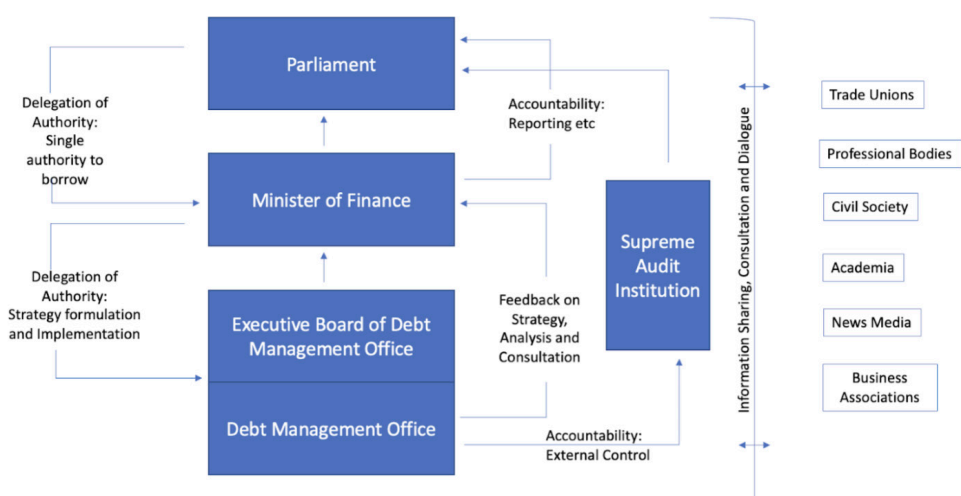 Parliament
Delegation of
Authority:
Single
authority to
borrow
Accountability:
Reporting etc
Minister of Finance
Supreme
Audit
Institution
Delegation of
Authority:
Strategy formulation
and Implementation
Executive Board of Debt
Management Office
Feedback on
Strategy,
Analysis and
Consultation
Debt Management Office
Accountability:
External Control
Information Sharing, Consultation and Dialogue
Trade Unions
Professional Bodies
Civil Society
Academia
News Media
Business
Associations